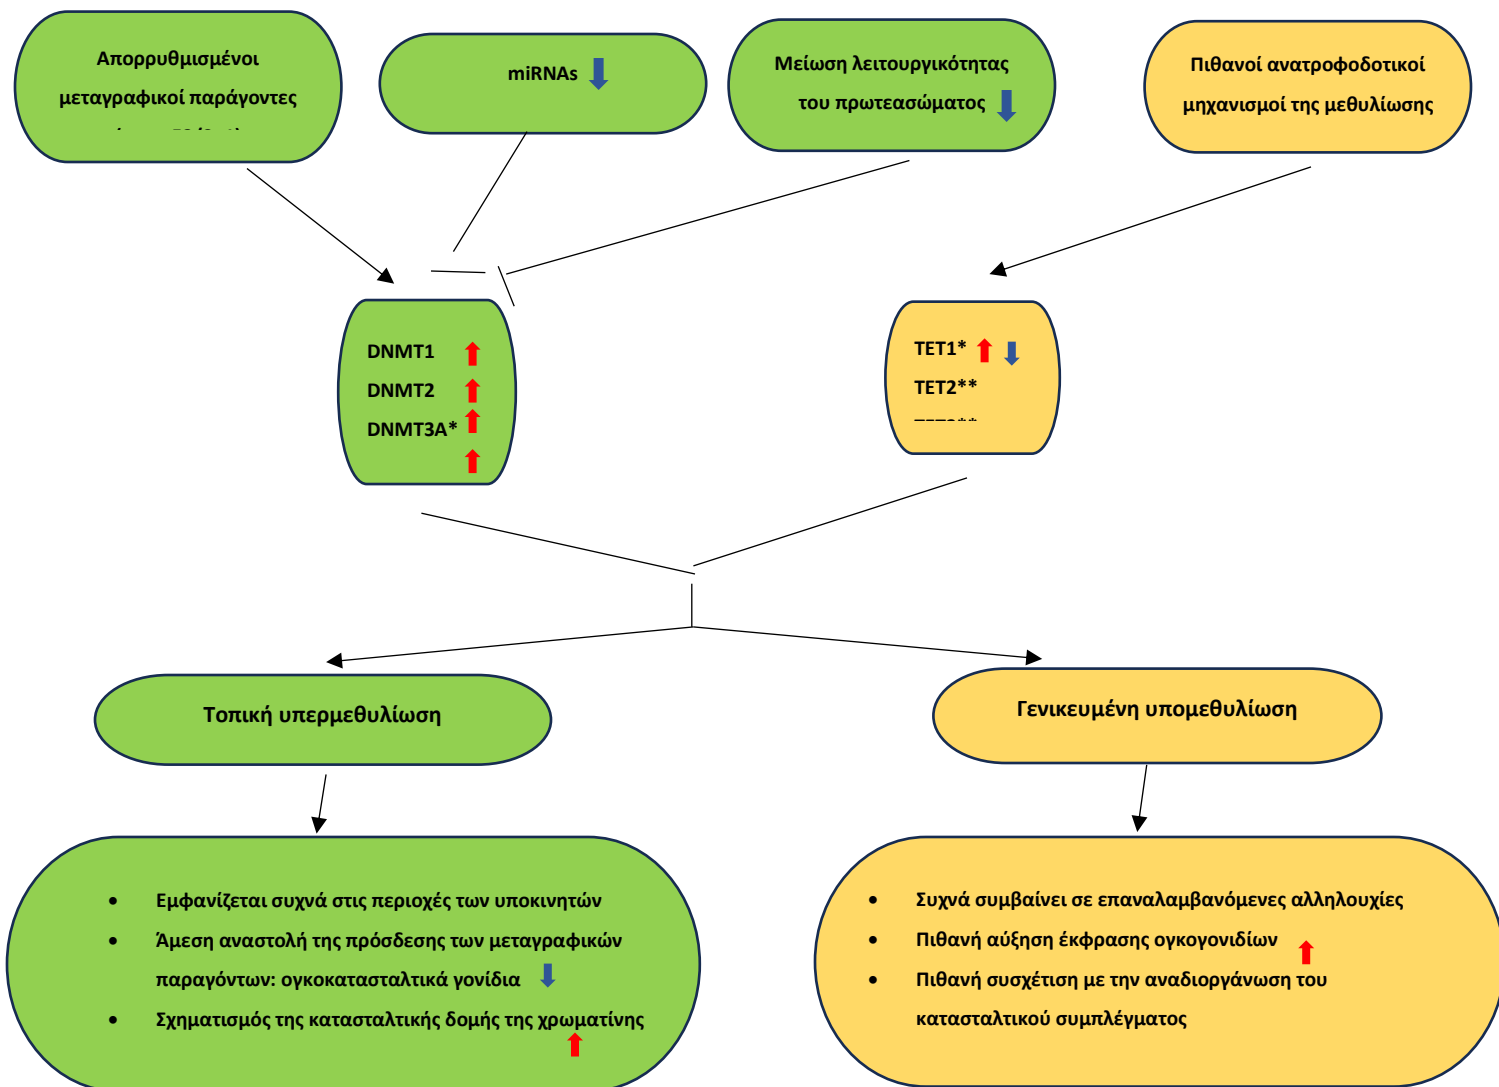 Απορρυθμισμένοι
μεταγραφικοί παράγοντες
miRNAs
Μείωση λειτουργικότητας
του πρωτεασώματος
Πιθανοί ανατροφοδοτικοί
μηχανισμοί της μεθυλίωσης
DNMT1
DNMT2
DNMT3A*
TET1*
TET2**
Τοπική υπερμεθυλίωση
Γενικευμένη υπομεθυλίωση
• Εμφανίζεται συχνά στις περιοχές των υποκινητών
• Άμεση αναστολή της πρόσδεσης των μεταγραφικών
παραγόντων: ογκοκατασταλτικά γονίδια
• Σχηματισμός της κατασταλτικής δομής της χρωματίνης
• Συχνά συμβαίνει σε επαναλαμβανόμενες αλληλουχίες
• Πιθανή αύξηση έκφρασης ογκογονιδίων
• Πιθανή συσχέτιση με την αναδιοργάνωση του
κατασταλτικού συμπλέγματος